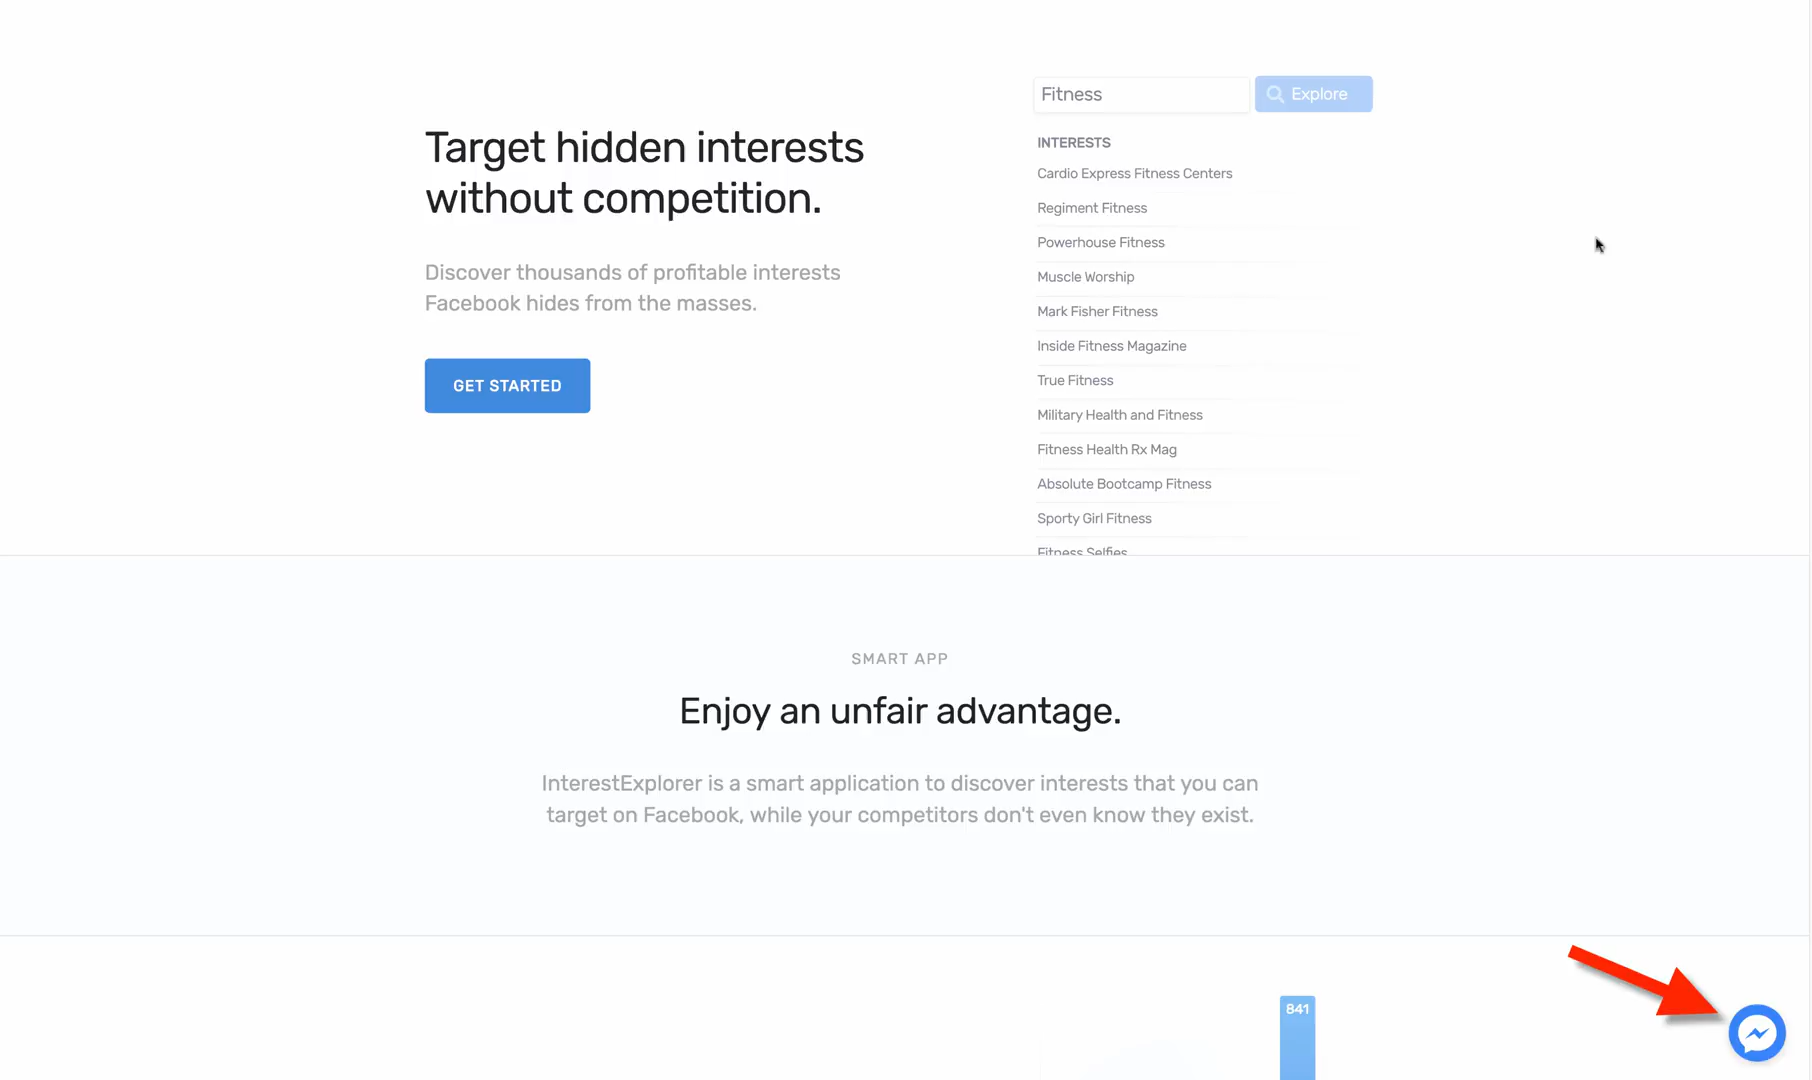 Target hidden interests
without competition.
Discover thousands of profitable interests
Facebook hides from the masses.
GET STARTED
Fitness
Explore
INTERESTS
Cardio Express Fitness Centers
Regiment Fitness
Powerhouse Fitness
Muscle Worship
Mark Fisher Fitness
Inside Fitness Magazine
True Fitness
Military Health and Fitness
Fitness Health Rx Mag
Absolute Bootcamp Fitness
Sporty Girl Fitness
Fitness Selfies
SMART APP
Enjoy an unfair advantage.
InterestExplorer is a smart application to discover interests that you can
target on Facebook, while your competitors don't even know they exist.
841